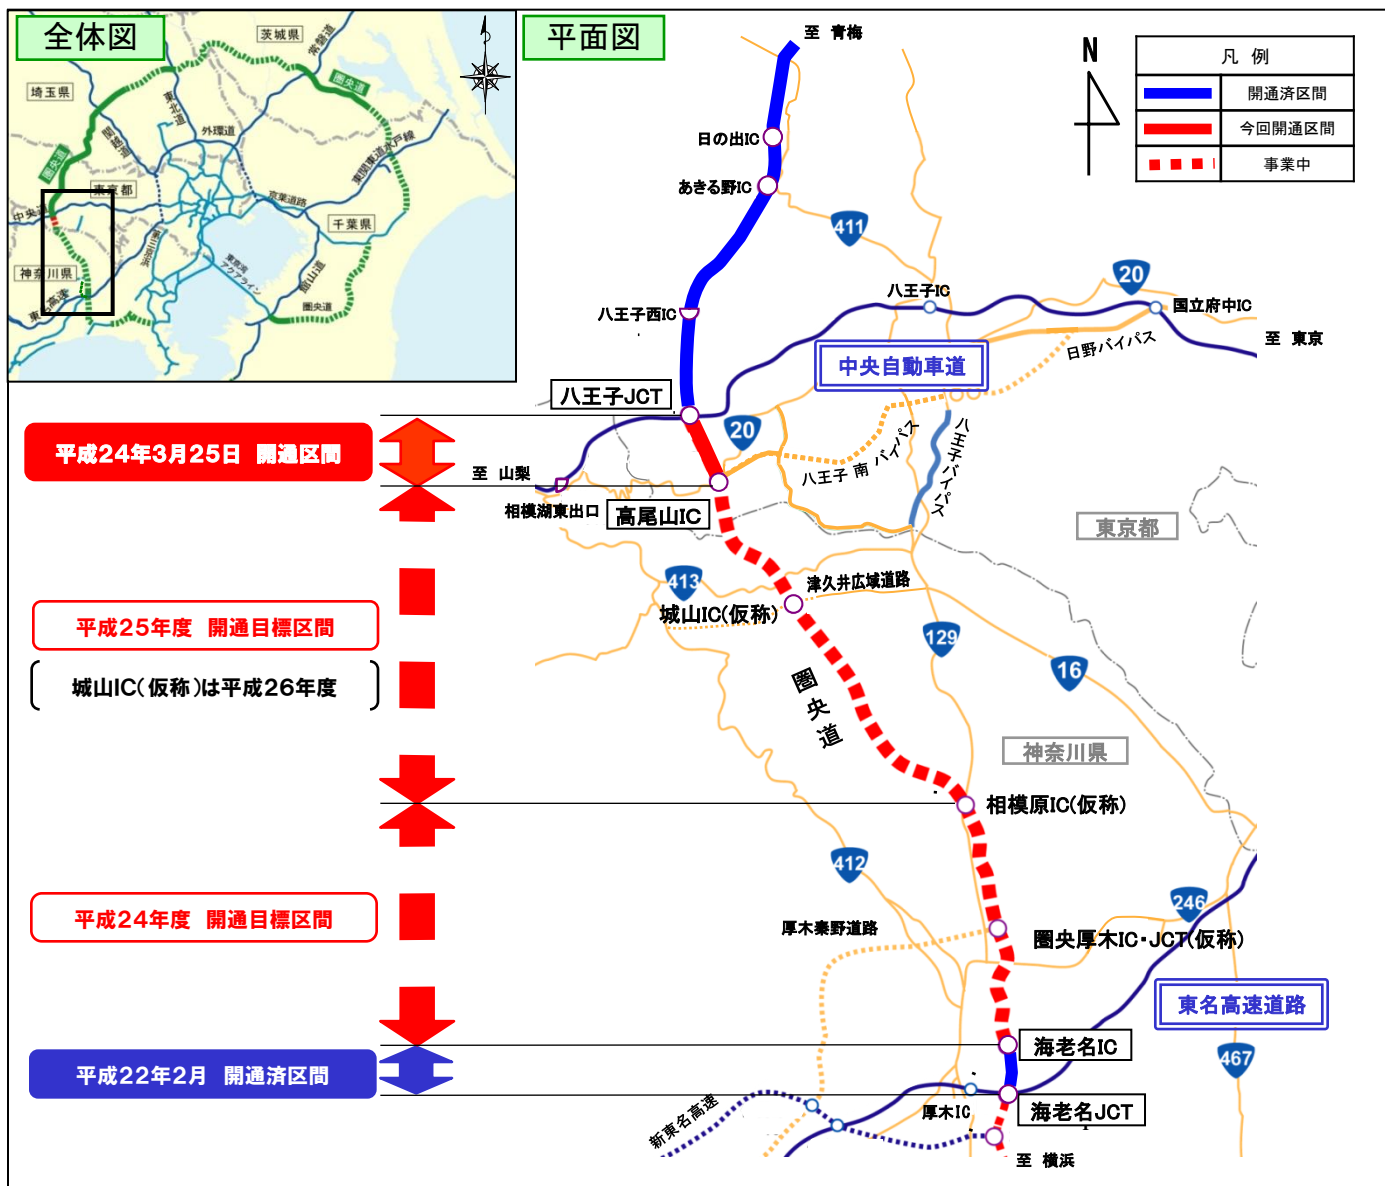 全体図
茨城県
常磐道
圏央道
埼玉県
東北道
関越道
外環道
圏央道
東関東道水戸線
東京都
京葉道路
中央道
千葉県
東京湾
アクアライン
館山道
神奈川県
東名高速
圏央道
平面図
至 青梅
N
凡 例
開通済区間
今回開通区間
事業中
日の出IC
あきる野IC
411
20
八王子IC
国立府中IC
八王子西IC
至 東京
日野バイパス
中央自動車道
八王子JCT
20
八王子バイパス
八王子 南 バイパス
平成24年3月25日 開通区間
至 山梨
相模湖東出口
高尾山IC
東京都
413
津久井広域道路
城山IC(仮称)
平成25年度 開通目標区間
129
16
城山IC(仮称)は平成26年度
圏央道
神奈川県
相模原IC(仮称)
412
246
平成24年度 開通目標区間
厚木秦野道路
圏央厚木IC・JCT(仮称)
東名高速道路
海老名IC
467
平成22年2月 開通済区間
厚木IC
海老名JCT
新東名高速
至 横浜